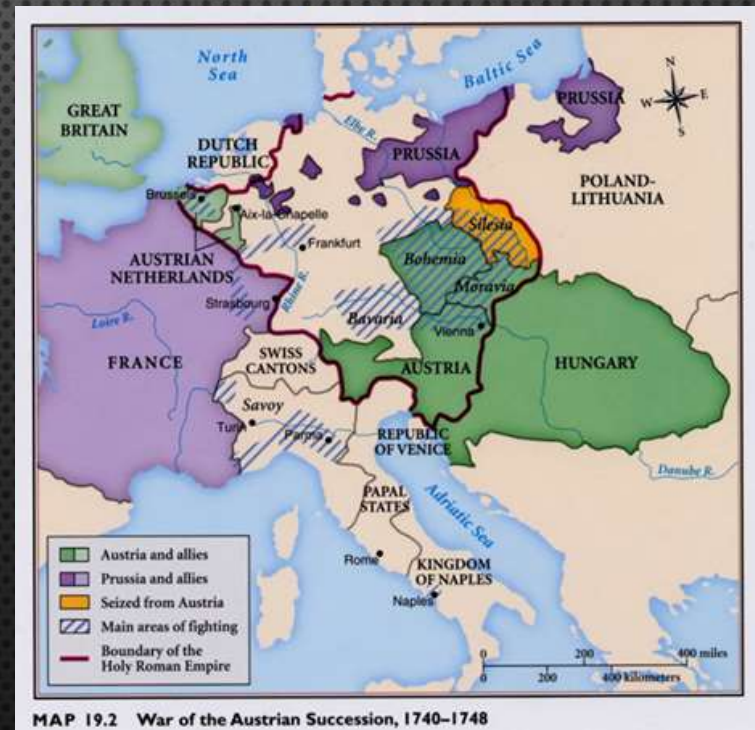 North
Sea
Baltic Sea
N
W
E
S
GREAT
BRITAIN
PRUSSIA
Elbe R.
DUTCH
REPUBLIC
PRUSSIA
POLAND-
LITHUANIA
Brussels
Aix-la-Chapelle
Silesia
Frankfurt
Bohemia
AUSTRIAN
NETHERLANDS
Moravia
Rhine R.
Strasbourg
Bavaria
Vienna
Loire R.
FRANCE
SWISS
CANTONS
AUSTRIA
HUNGARY
Savoy
Turin
Parma
REPUBLIC
OF VENICE
Danube R.
PAPAL
STATES
Adriatic Sea
Rome
KINGDOM
OF NAPLES
Naples
Austria and allies
Prussia and allies
Seized from Austria
Main areas of fighting
Boundary of the
Holy Roman Empire
0 200 400 miles
0 200 400 kilometers
MAP 19.2 War of the Austrian Succession, 1740–1748